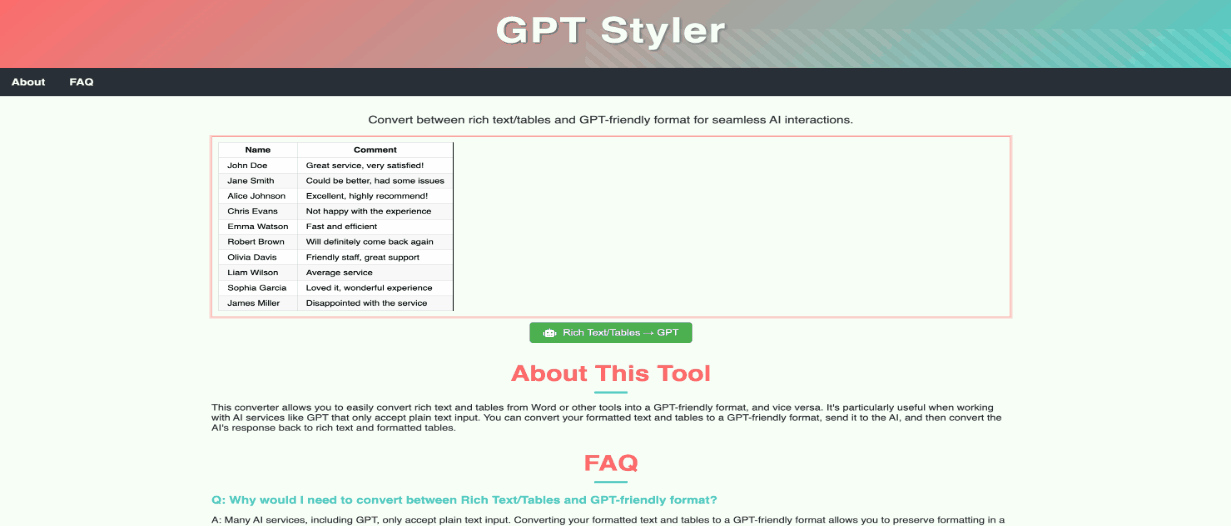 GPT Styler
About FAQ
Convert between rich text/tables and GPT-friendly format for seamless AI interactions.
Name Comment
John Doe Great service, very satisfied!
Jane Smith Could be better, had some issues
Alice Johnson Excellent, highly recommend!
Chris Evans Not happy with the experience
Emma Watson Fast and efficient
Robert Brown Will definitely come back again
Olivia Davis Friendly staff, great support
Liam Wilson Average service
Sophia Garcia Loved it, wonderful experience
James Miller Disappointed with the service
Rich Text/Tables → GPT
About This Tool
This converter allows you to easily convert rich text and tables from Word or other tools into a GPT-friendly format, and vice versa. It's particularly useful when working
with AI services like GPT that only accept plain text input. You can convert your formatted text and tables to a GPT-friendly format, send it to the AI, and then convert the
AI's response back to rich text and formatted tables.
FAQ
Q: Why would I need to convert between Rich Text/Tables and GPT-friendly format?
A: Many AI services, including GPT, only accept plain text input. Converting your formatted text and tables to a GPT-friendly format allows you to preserve formatting in a